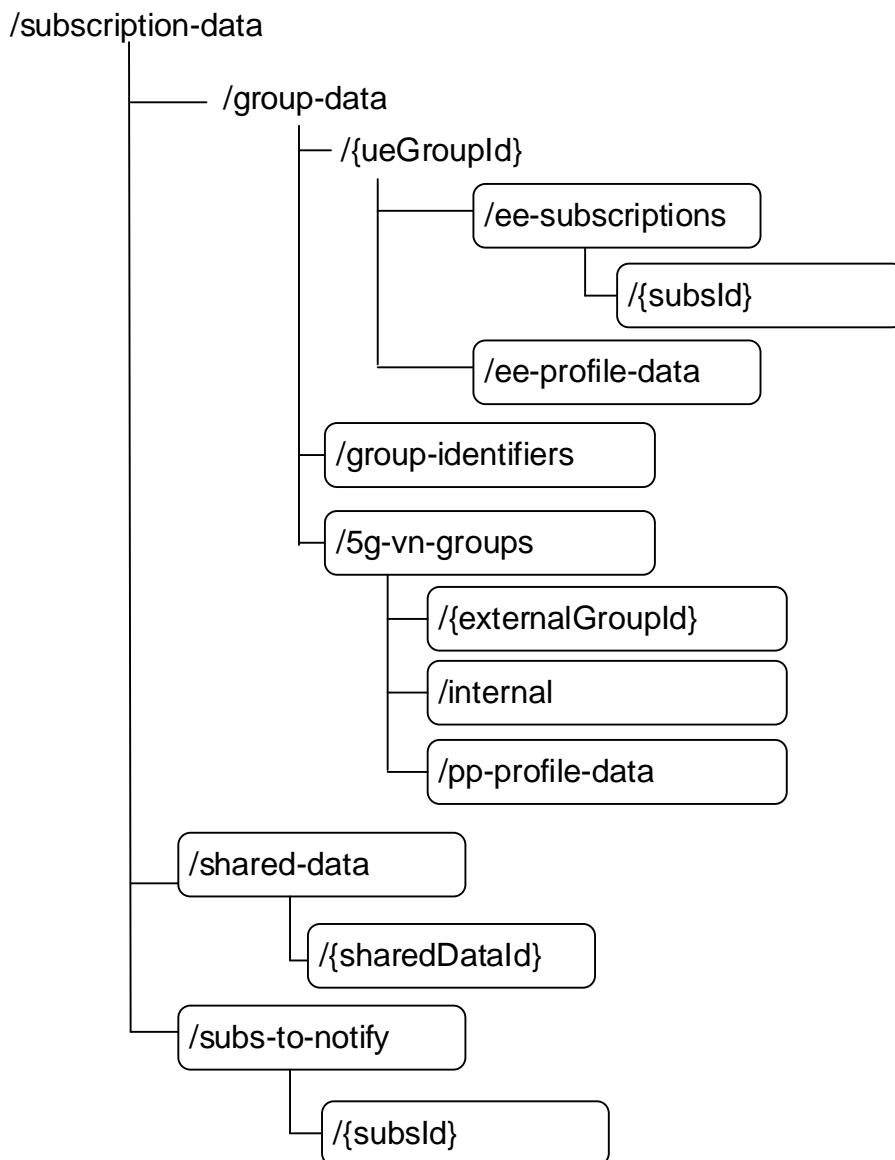 /subscription-data
/group-data
/{ueGroupId}
/ee-subscriptions
/{subsId}
/ee-profile-data
/group-identifiers
/5g-vn-groups
/{externalGroupId}
/internal
/pp-profile-data
/shared-data
/{sharedDataId}
/subs-to-notify
/{subsId}